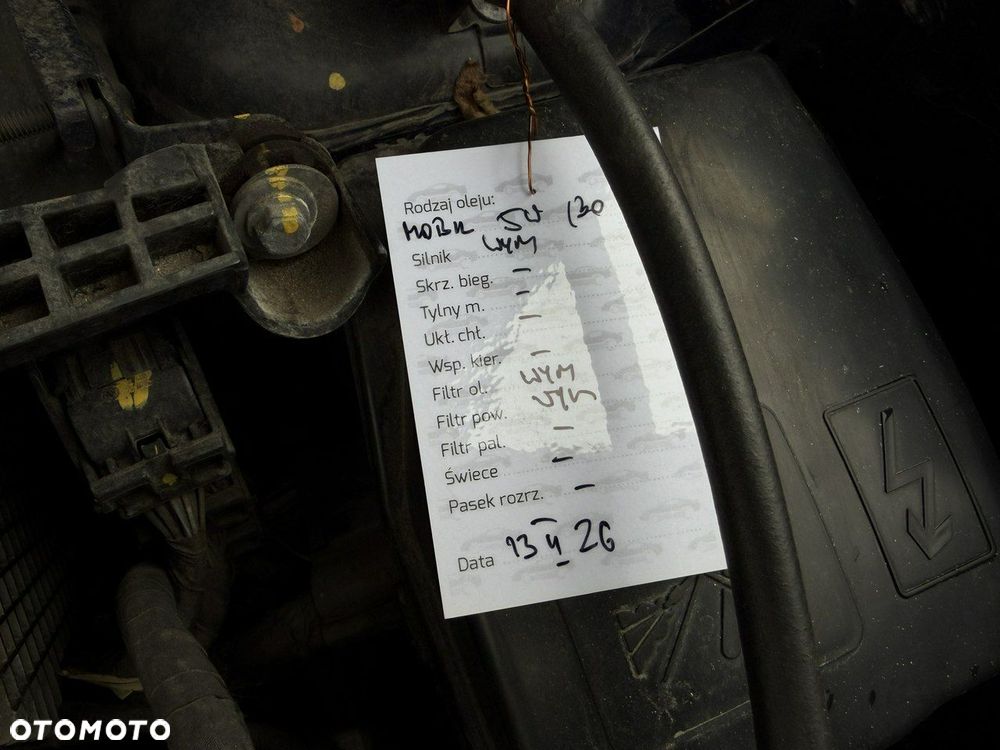 Rodzaj oleju:
MOBIL 5W 130
Silnik WYM
Skrz. bieg. –
Tylny m. –
Ukł. cht. –
Wsp. kier. –
Filtr ol. WYM
Filtr pow. WYM
Filtr pal. –
Świece –
Pasek rozrz. –
Data 13 II 26
OTOMOTO